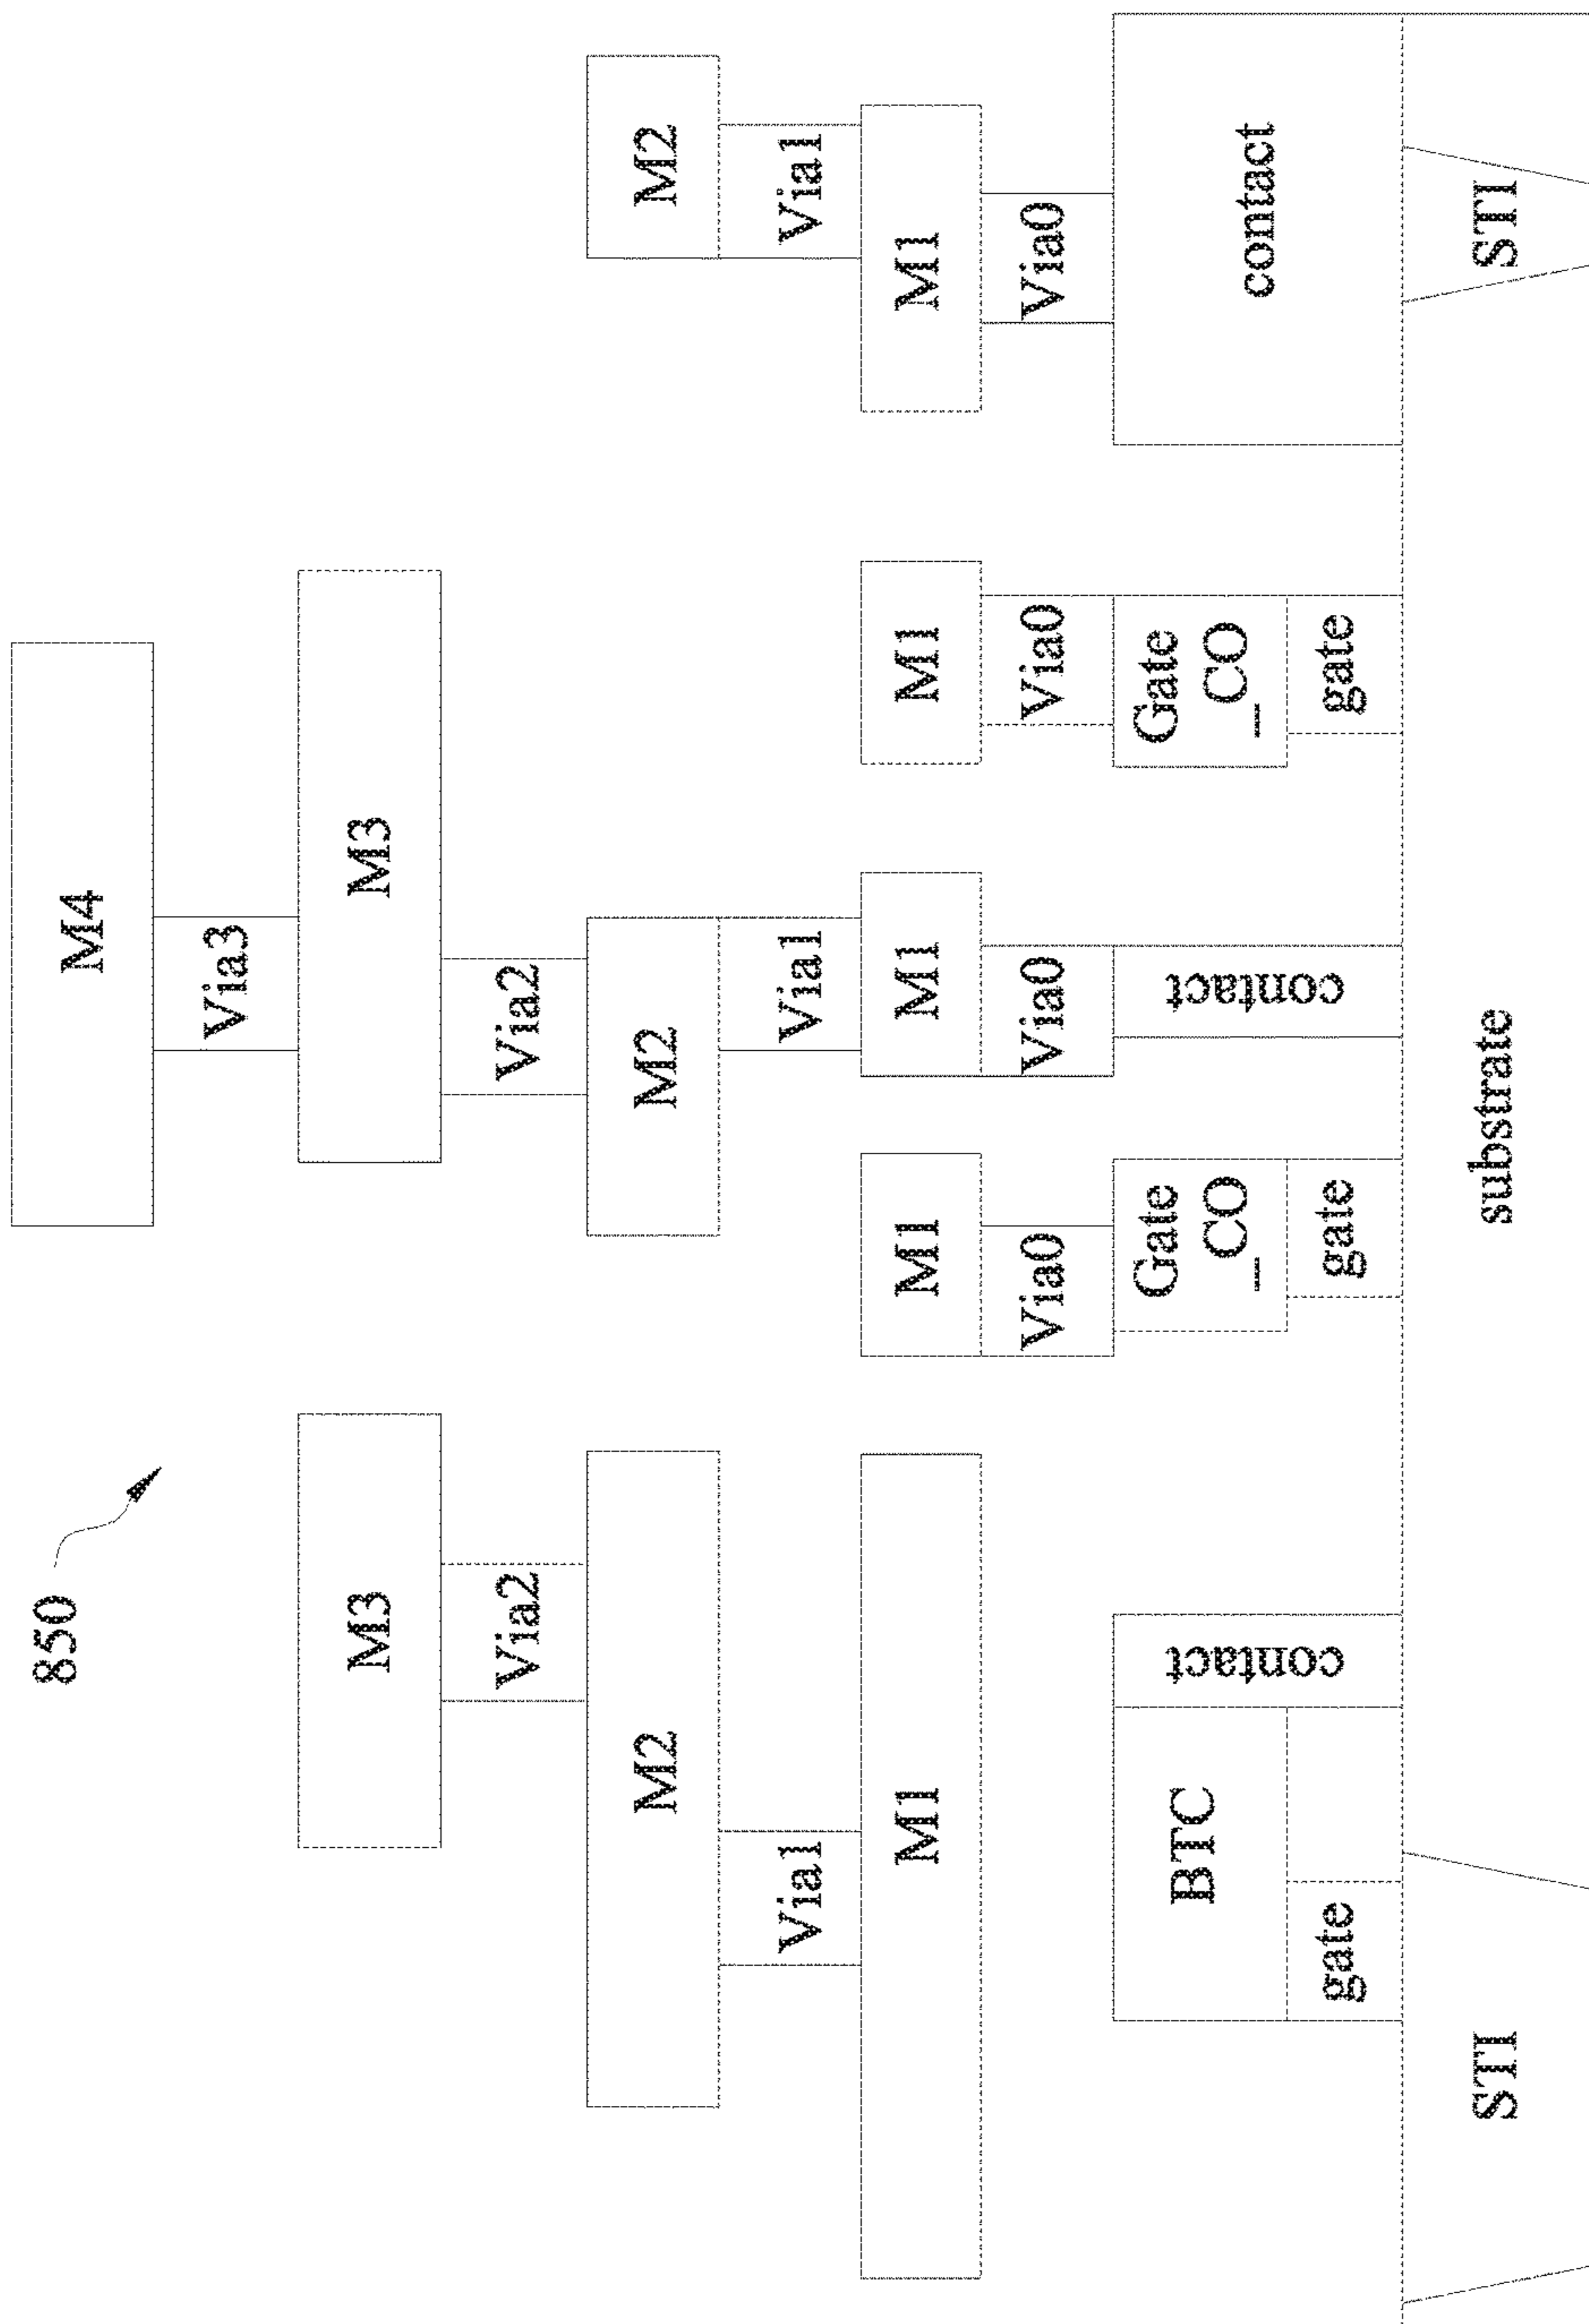 850
M4
Via3
M3
M3
Via2
Via2
M2
M2
M2
Via1
Via1
Via1
M1
M1
M1
M1
M1
Via0
Via0
Via0
Via0
BTC
contact
Gate
_CO
contact
Gate
_CO
contact
gate
gate
gate
STI
substrate
STI